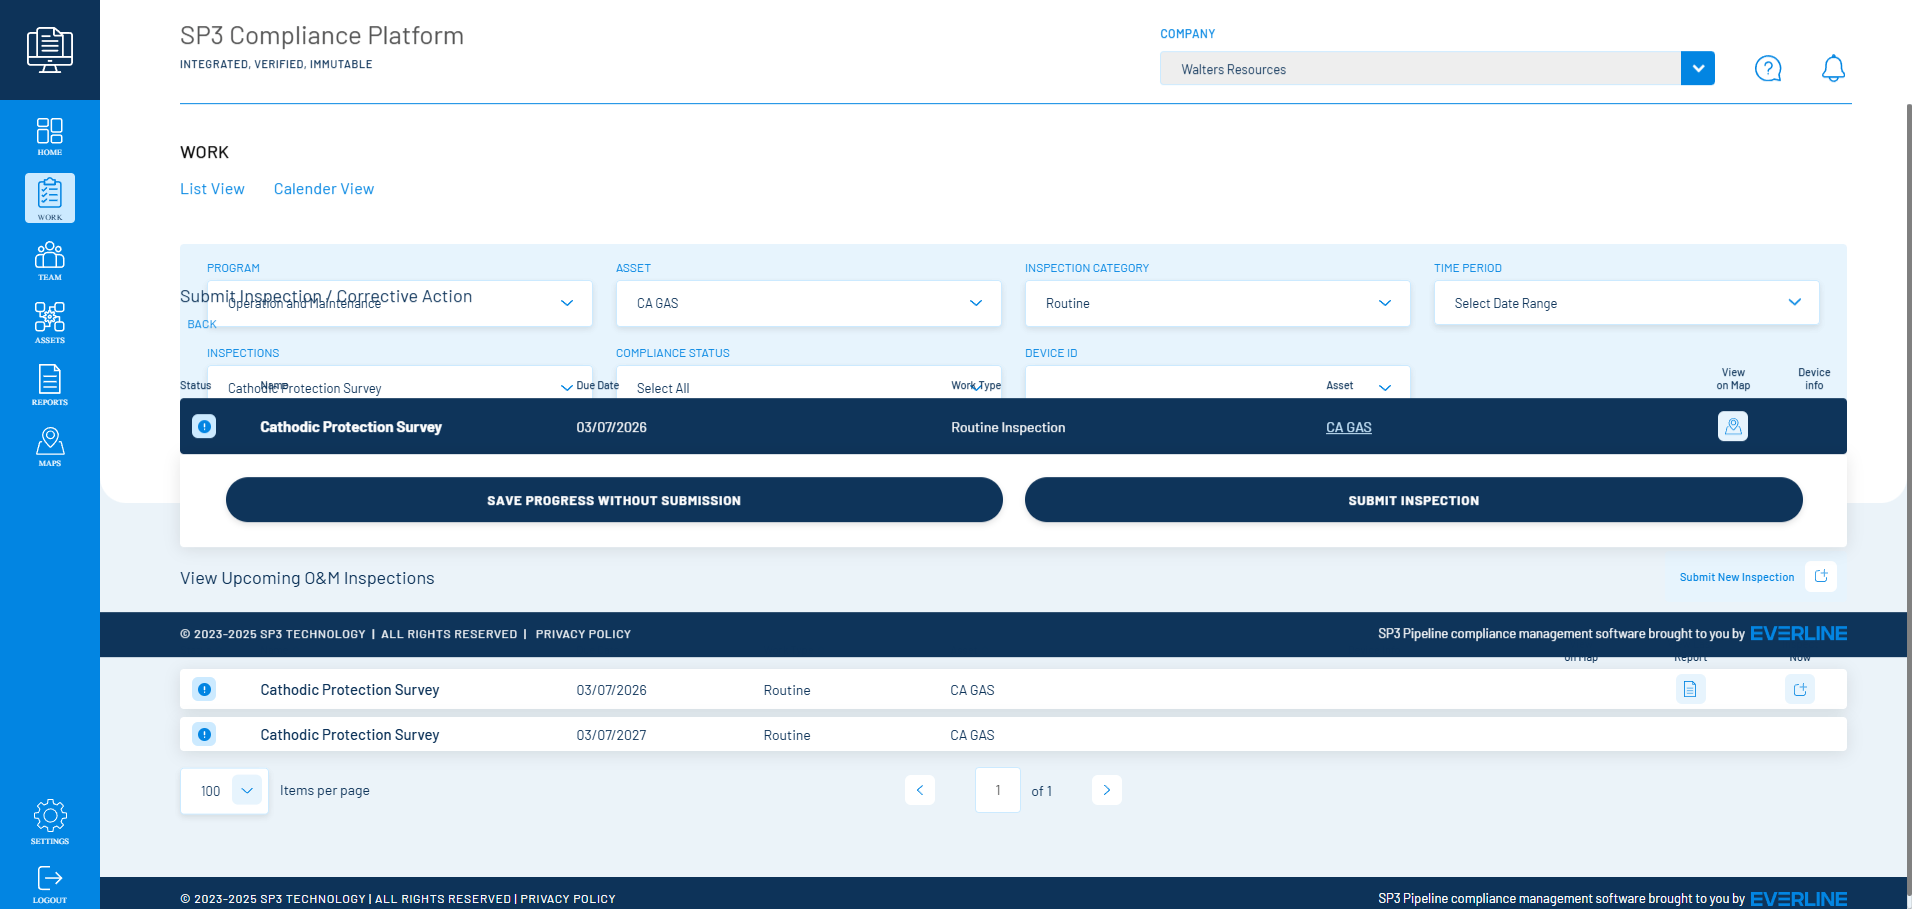 SP3 Compliance Platform
INTEGRATED, VERIFIED, IMMUTABLE
COMPANY
Walters Resources
HOME
WORK
TEAM
ASSETS
REPORTS
MAPS
SETTINGS
LOGOUT
WORK
List View
Calender View
PROGRAM
ASSET
INSPECTION CATEGORY
TIME PERIOD
Operation and Maintenance
CA GAS
Routine
Select Date Range
Submit Inspection / Corrective Action
BACK
INSPECTIONS
COMPLIANCE STATUS
DEVICE ID
Cathodic Protection Survey
Select All
Status
Name
Due Date
Work Type
Asset
View
on Map
Device
info
Cathodic Protection Survey
03/07/2026
Routine Inspection
CA GAS
SAVE PROGRESS WITHOUT SUBMISSION
SUBMIT INSPECTION
View Upcoming O&M Inspections
Submit New Inspection
© 2023-2025 SP3 TECHNOLOGY | ALL RIGHTS RESERVED | PRIVACY POLICY
SP3 Pipeline compliance management software brought to you by EVERLINE
on Map
Report
Now
Cathodic Protection Survey
03/07/2026
Routine
CA GAS
Cathodic Protection Survey
03/07/2027
Routine
CA GAS
100
Items per page
1
of 1
© 2023-2025 SP3 TECHNOLOGY | ALL RIGHTS RESERVED | PRIVACY POLICY
SP3 Pipeline compliance management software brought to you by EVERLINE